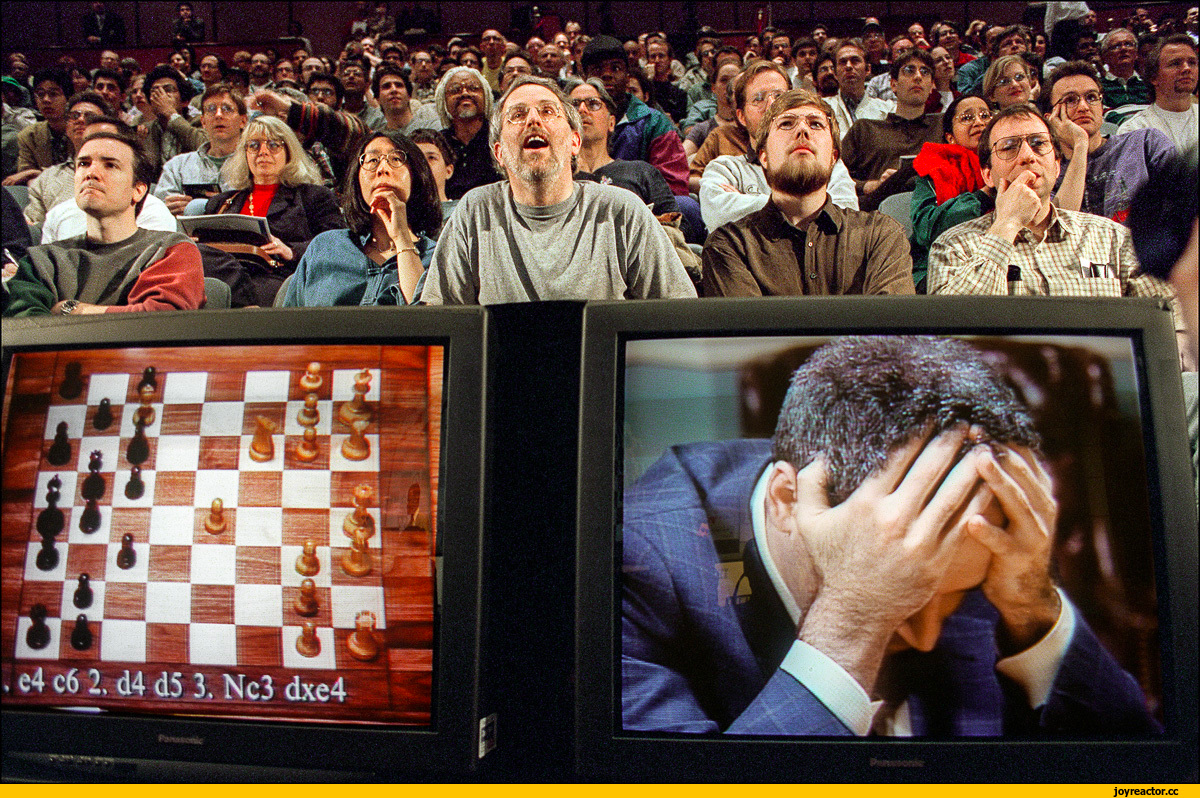 . e4 c6 2. d4 d5 3. Nc3 dxe4
Panasonic
Panasonic
joyreactor.cc